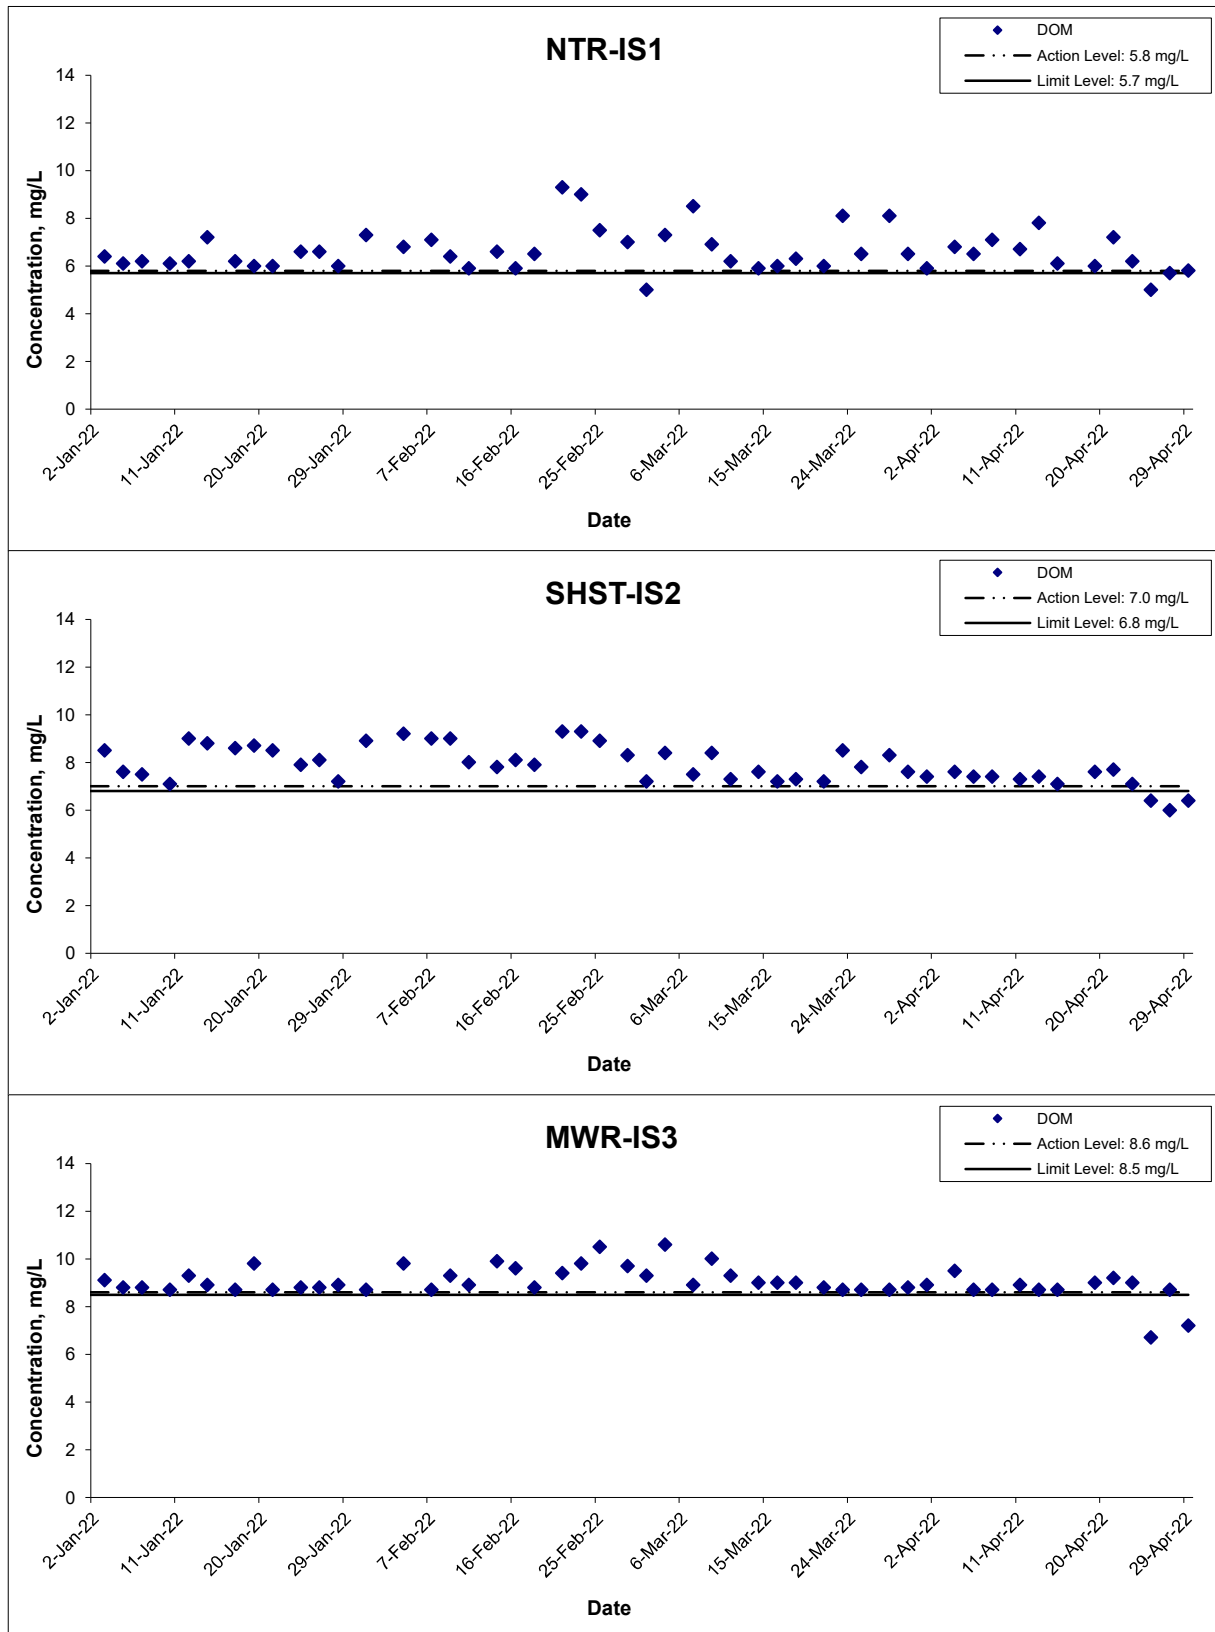 NTR-IS1
DOM
Action Level: 5.8 mg/L
Limit Level: 5.7 mg/L
Concentration, mg/L
14
12
10
8
6
4
2
0
2-Jan-22
11-Jan-22
20-Jan-22
29-Jan-22
7-Feb-22
16-Feb-22
25-Feb-22
6-Mar-22
15-Mar-22
24-Mar-22
2-Apr-22
11-Apr-22
20-Apr-22
29-Apr-22
Date
SHST-IS2
DOM
Action Level: 7.0 mg/L
Limit Level: 6.8 mg/L
Concentration, mg/L
14
12
10
8
6
4
2
0
2-Jan-22
11-Jan-22
20-Jan-22
29-Jan-22
7-Feb-22
16-Feb-22
25-Feb-22
6-Mar-22
15-Mar-22
24-Mar-22
2-Apr-22
11-Apr-22
20-Apr-22
29-Apr-22
Date
MWR-IS3
DOM
Action Level: 8.6 mg/L
Limit Level: 8.5 mg/L
Concentration, mg/L
14
12
10
8
6
4
2
0
2-Jan-22
11-Jan-22
20-Jan-22
29-Jan-22
7-Feb-22
16-Feb-22
25-Feb-22
6-Mar-22
15-Mar-22
24-Mar-22
2-Apr-22
11-Apr-22
20-Apr-22
29-Apr-22
Date